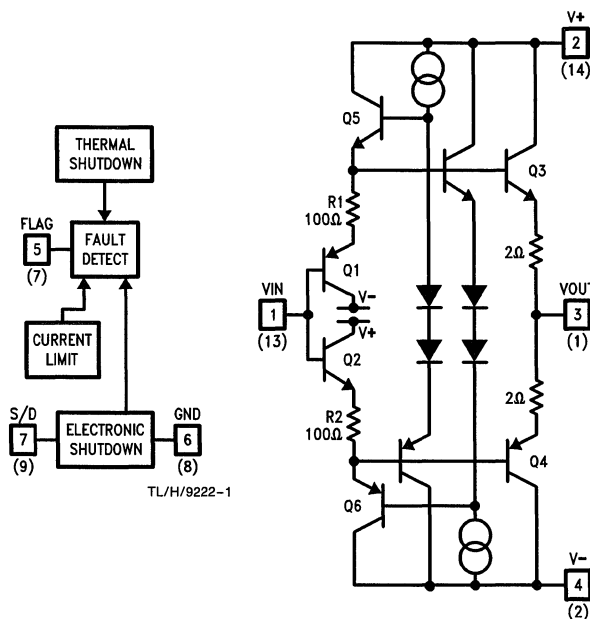 THERMAL
SHUTDOWN
FLAG
5
(7)
FAULT
DETECT
CURRENT
LIMIT
S/D
7
(9)
ELECTRONIC
SHUTDOWN
GND
6
(8)
TL/H/9222-1
V+
2
(14)
Q5
Q3
R1
100Ω
2Ω
Q1
VIN
1
(13)
V-
V+
VOUT
3
(1)
Q2
R2
100Ω
2Ω
Q4
Q6
V-
4
(2)